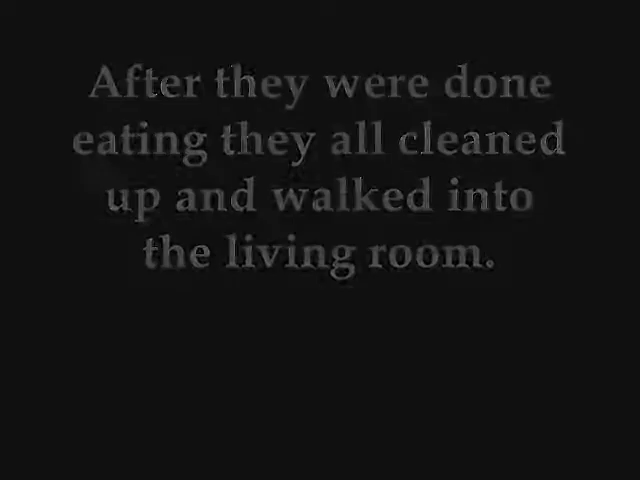 After they were done
eating they all cleaned
up and walked into
the living room.